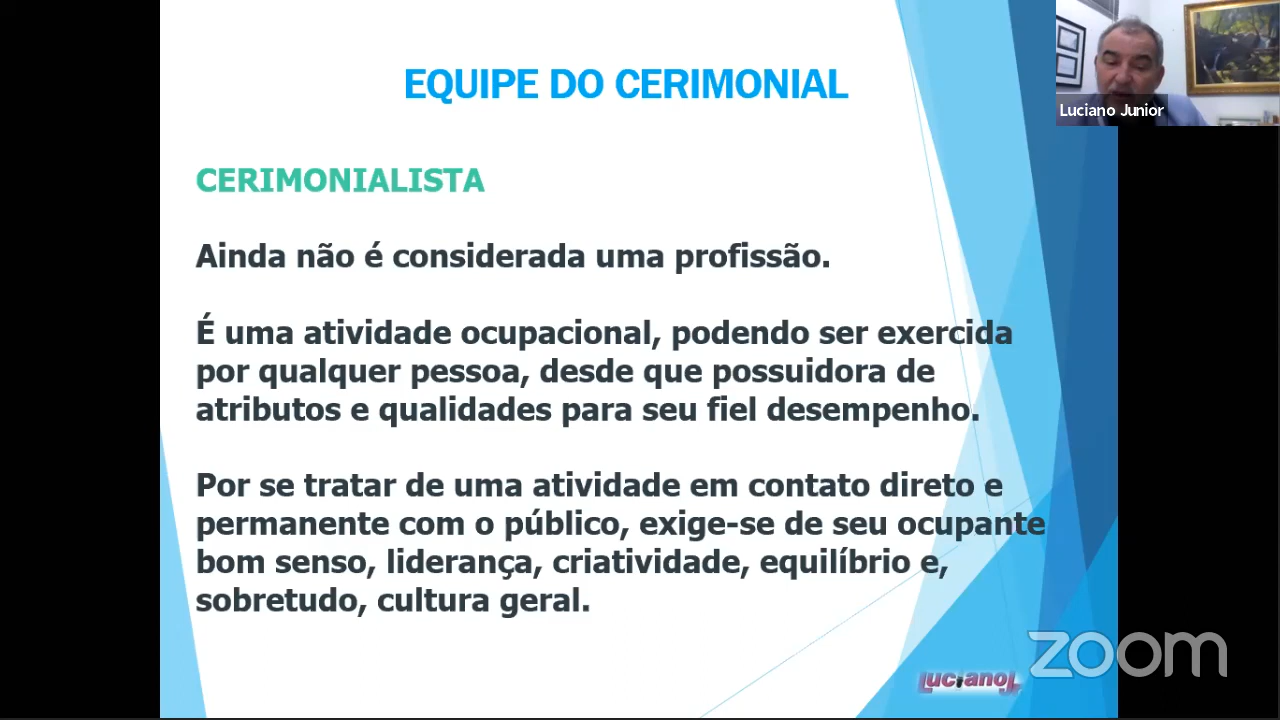 EQUIPE DO CERIMONIAL
Luciano Junior
CERIMONIALISTA
Ainda não é considerada uma profissão.
É uma atividade ocupacional, podendo ser exercida
por qualquer pessoa, desde que possuidora de
atributos e qualidades para seu fiel desempenho.
Por se tratar de uma atividade em contato direto e
permanente com o público, exige-se de seu ocupante
bom senso, liderança, criatividade, equilíbrio e,
sobretudo, cultura geral.
LucianoJr.
zoom